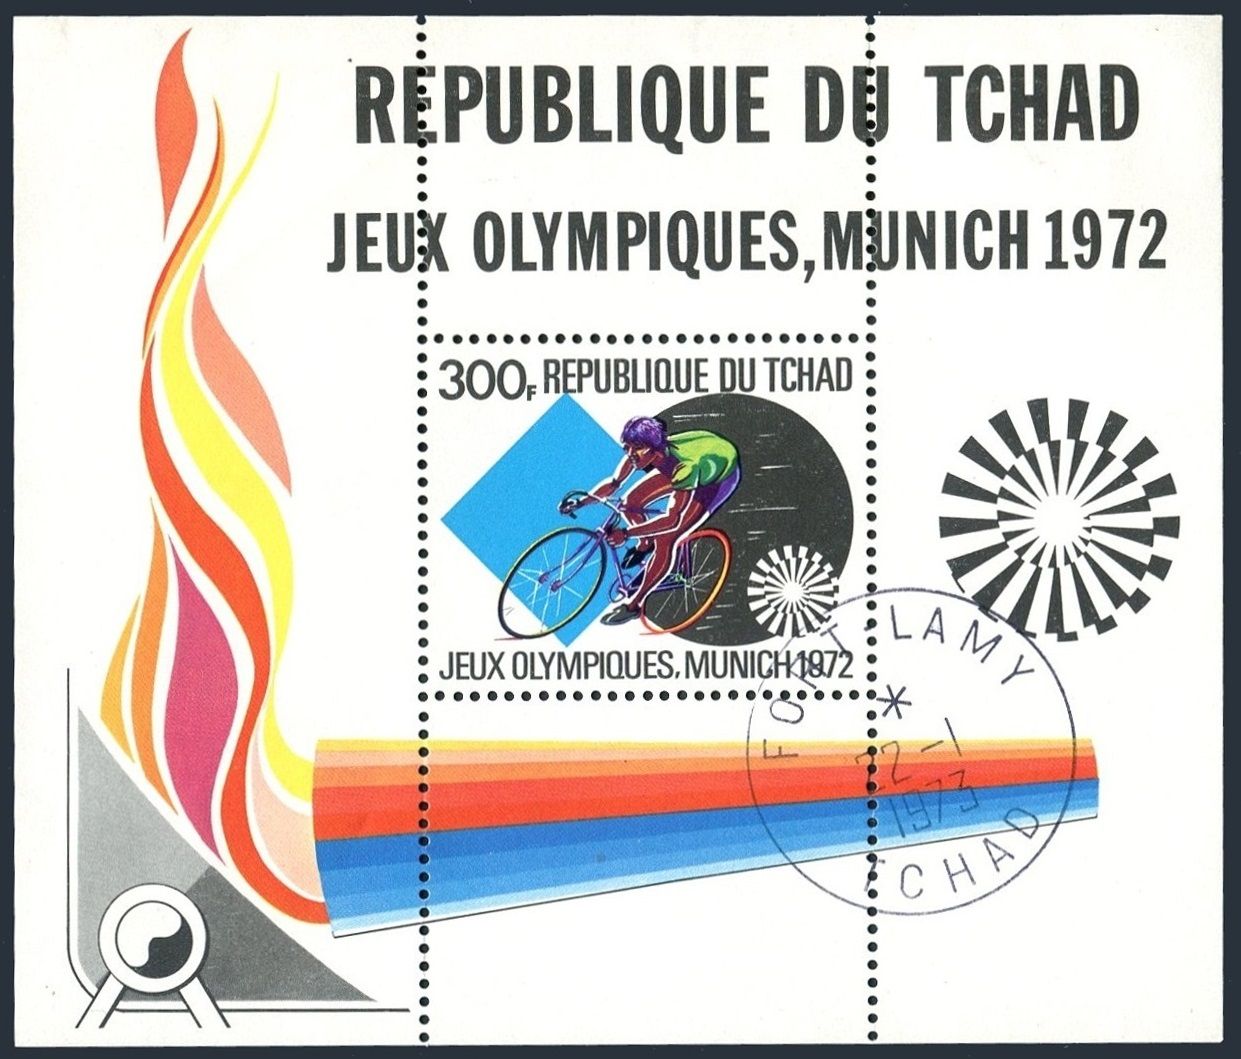 REPUBLIQUE DU TCHAD
JEUX OLYMPIQUES, MUNICH 1972
300F REPUBLIQUE DU TCHAD
JEUX OLYMPIQUES, MUNICH 1972
FORT-LAMY
*
22-1
1973
TCHAD